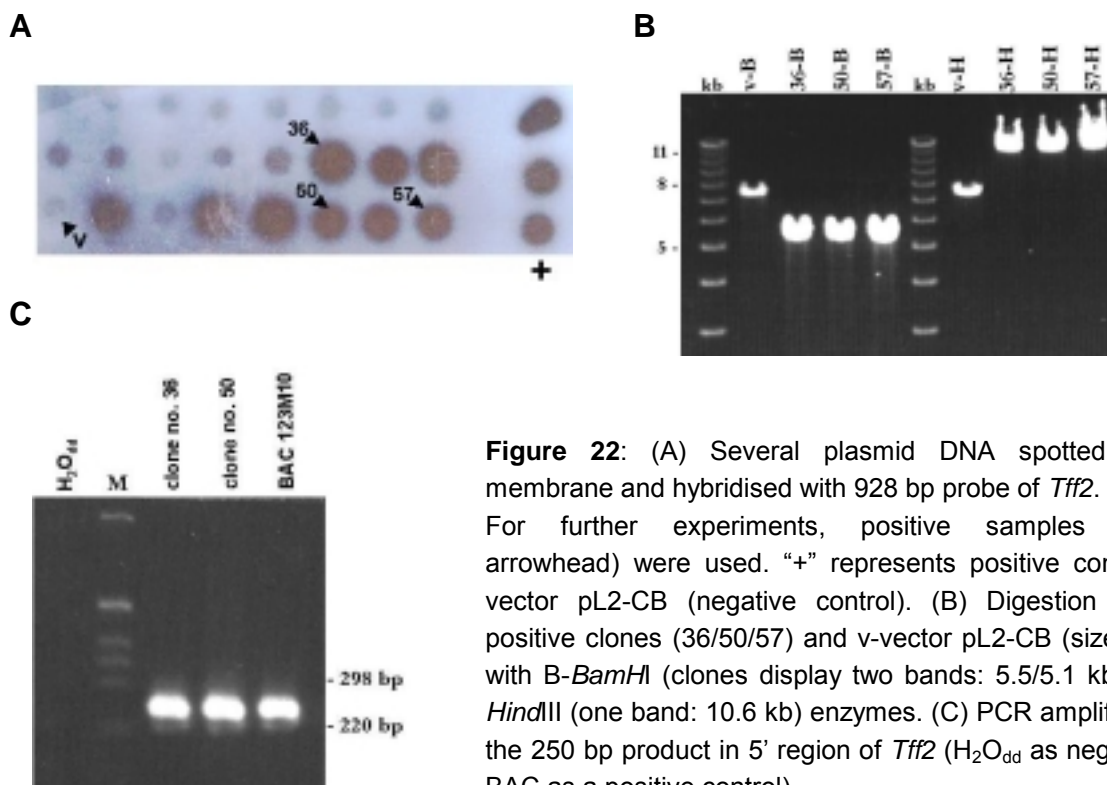 A
B
36
50
57
V
+
kb
v-B
36-B
50-B
57-B
kb
v-H
36-H
50-H
57-H
11 -
8 -
5 -
C
H2Odd
M
clone no. 36
clone no. 50
BAC 123M10
- 298 bp
- 220 bp
Figure 22: (A) Several plasmid DNA spotted
membrane and hybridised with 928 bp probe of Tff2.
For further experiments, positive samples
arrowhead) were used. “+” represents positive con
vector pL2-CB (negative control). (B) Digestion
positive clones (36/50/57) and v-vector pL2-CB (size
with B-BamHI (clones display two bands: 5.5/5.1 kb
HindIII (one band: 10.6 kb) enzymes. (C) PCR amplif
the 250 bp product in 5’ region of Tff2 (H2Odd as neg
BAC as a positive control)